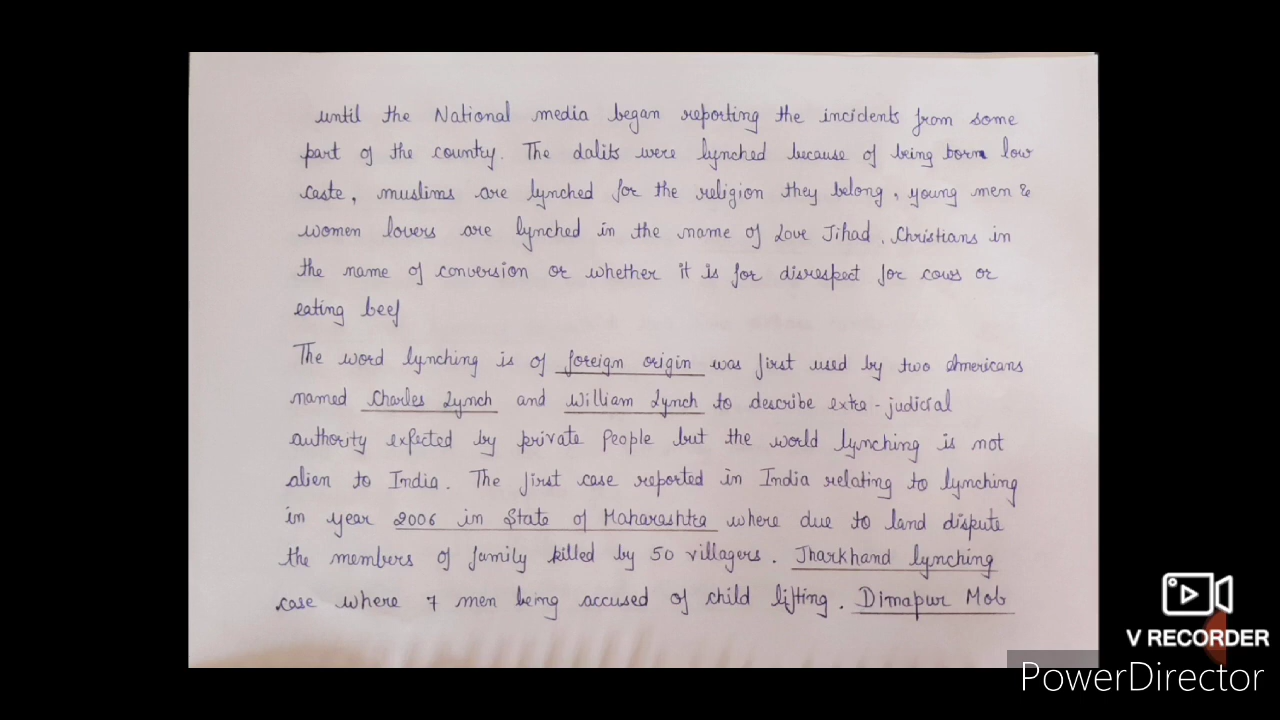 until the National media began reporting the incidents from some
part of the country. The dalits were lynched because of being born low
caste, muslims are lynched for the religion they belong, young men &
women lovers are lynched in the name of Love Jihad, Christians in
the name of conversion or whether it is for disrespect for cows or
eating beef
The word lynching is of foreign origin was first used by two Americans
named Charles Lynch and William Lynch to describe extra-judicial
authority expected by private People but the world lynching is not
alien to India. The first case reported in India relating to lynching
in year 2006 in State of Maharashtra where due to land dispute
the members of family killed by 50 villagers. Jharkhand lynching
case where 7 men being accused of child lifting. Dimapur Mob
V RECORDER
PowerDirector